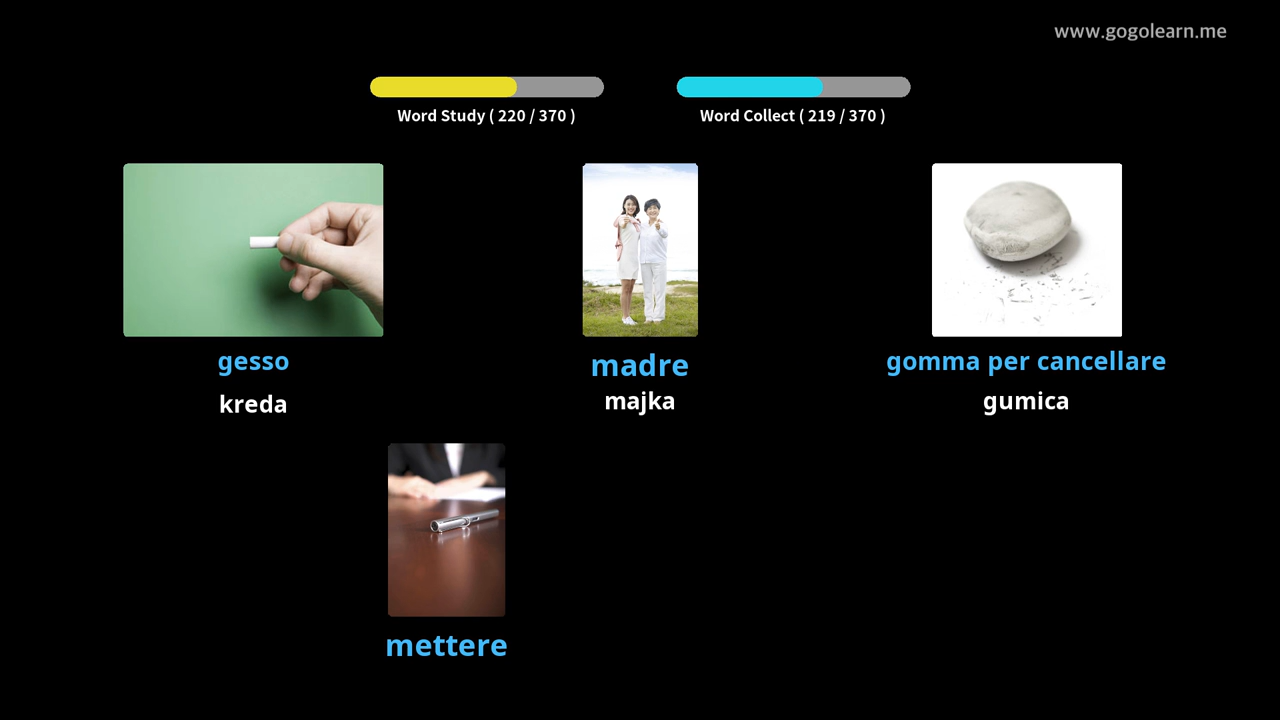 www.gogolearn.me
Word Study ( 220 / 370 )
Word Collect ( 219 / 370 )
gesso
madre
gomma per cancellare
kreda
majka
gumica
mettere